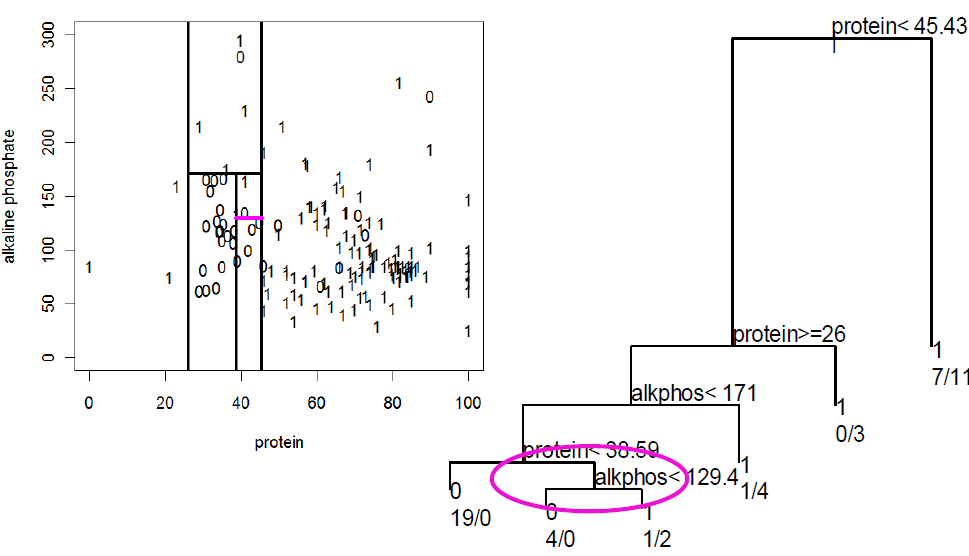 alkaline phosphate
300
250
200
150
100
50
0
0 20 40 60 80 100
protein
protein< 45.43
protein>=26
1
7/11
alkphos< 171
1
0/3
protein< 38.59
1
1/4
alkphos< 129.4
0
19/0
0
4/0
1
1/2